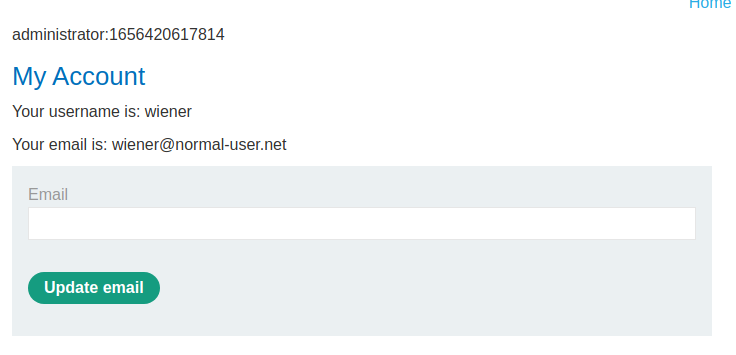 Home
administrator:1656420617814
My Account
Your username is: wiener
Your email is: wiener@normal-user.net
Email
Update email